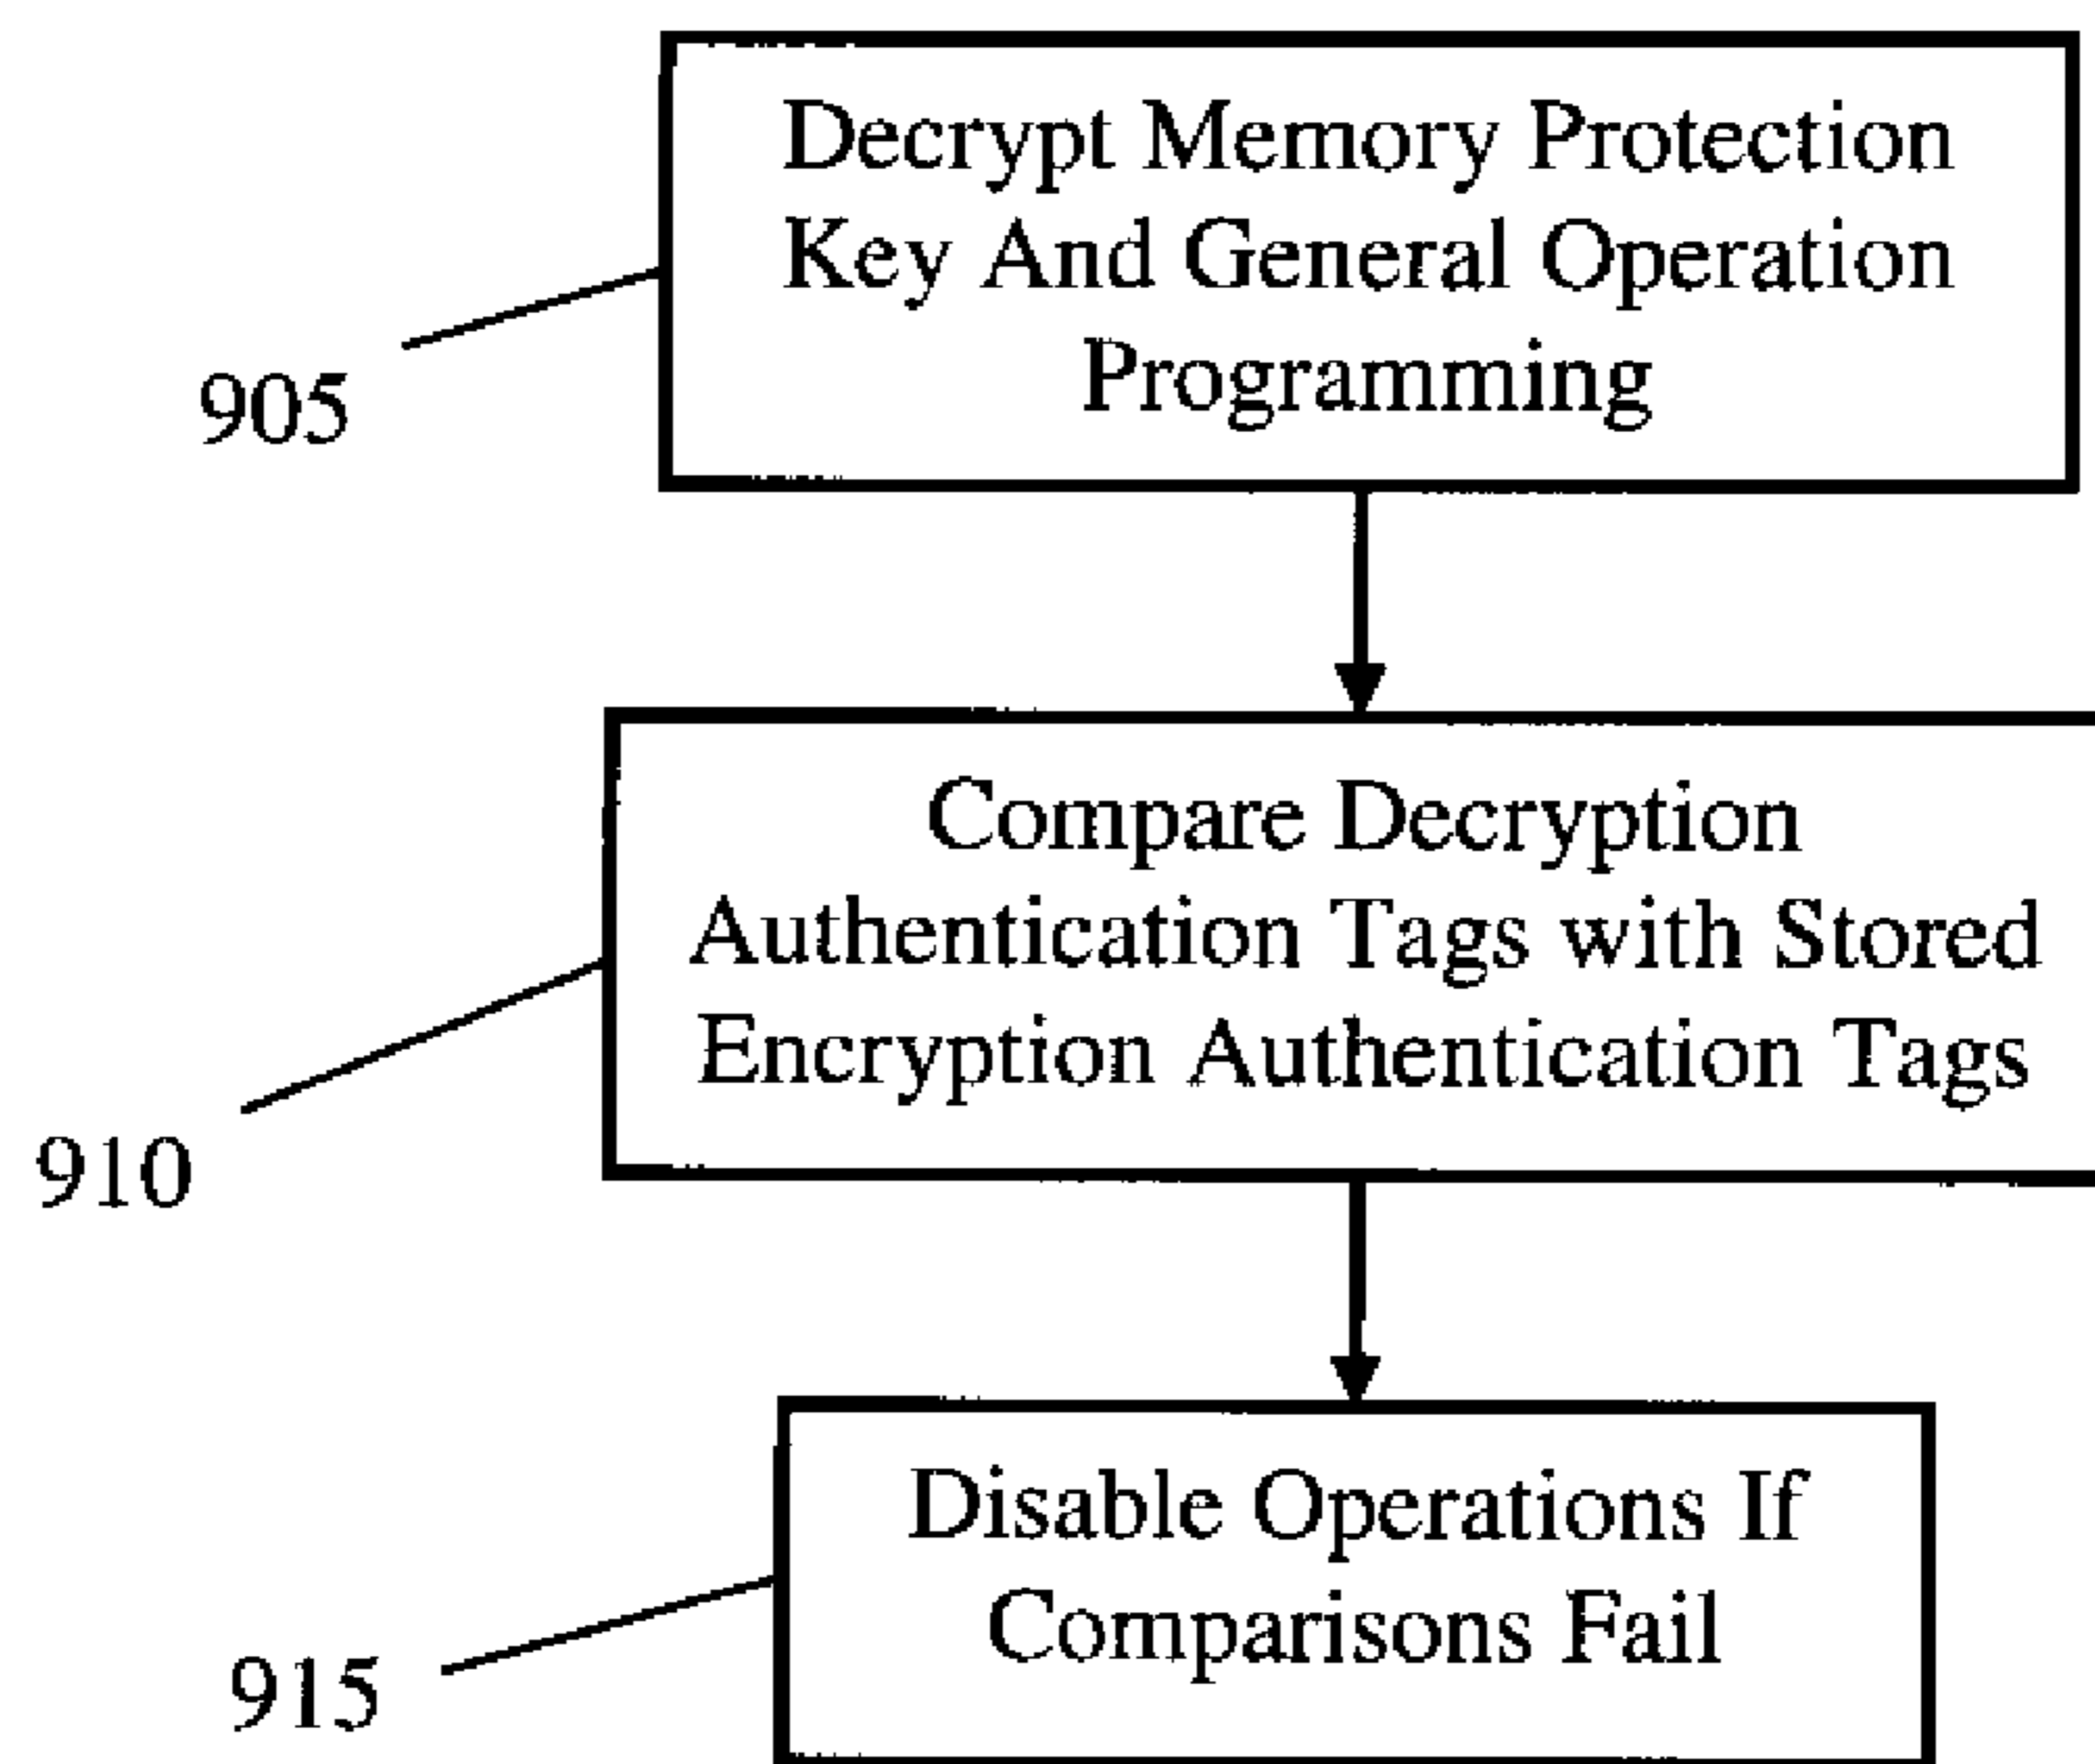 Decrypt Memory Protection
Key And General Operation
Programming
905
Compare Decryption
Authentication Tags with Stored
Encryption Authentication Tags
910
Disable Operations If
Comparisons Fail
915